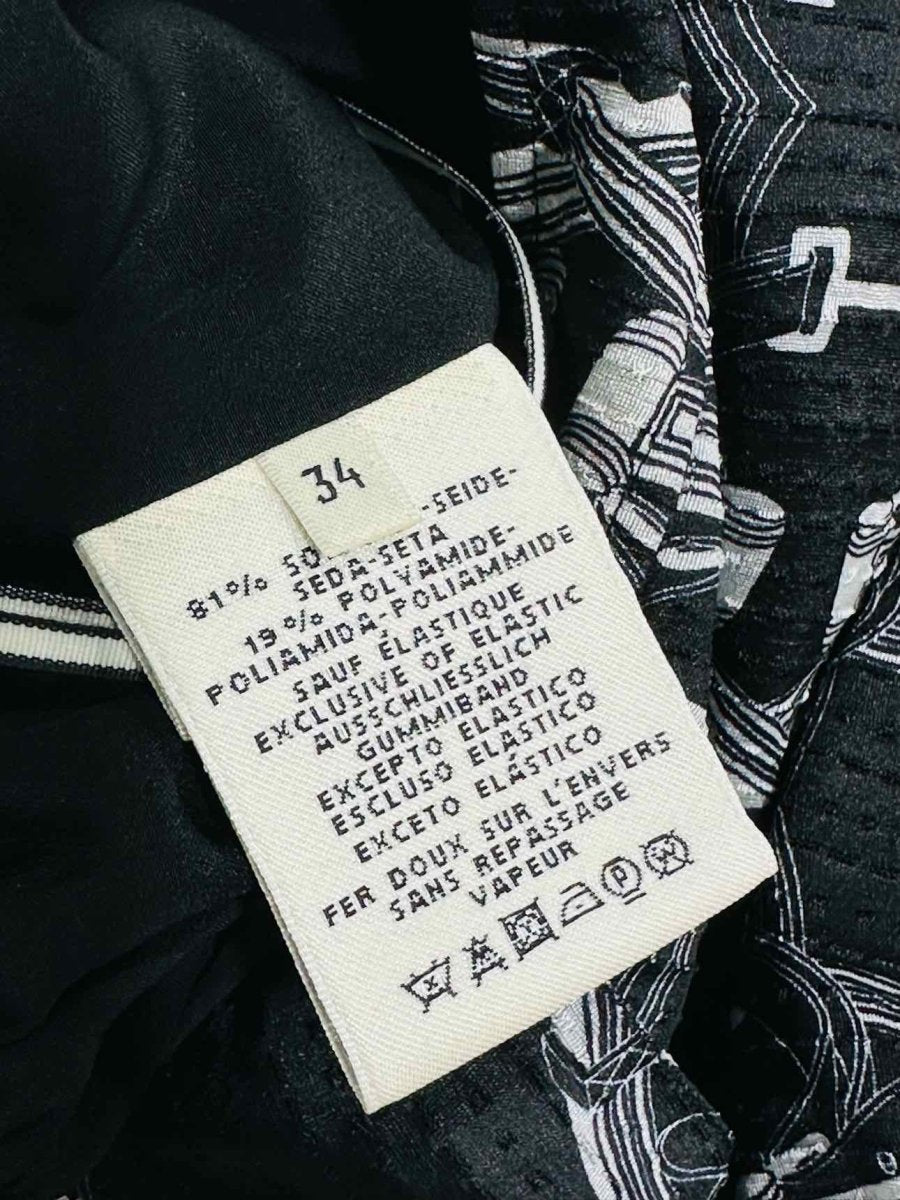 34
81% SO -SEIDE-
SEDA-SETA
19% POLYAMIDE-
POLIAMIDA-POLIAMMIDE
SAUF ÉLASTIQUE
EXCLUSIVE OF ELASTIC
AUSSCHLIESSLICH
GUMMIBAND
EXCEPTO ELASTICO
ESCLUSO ELASTICO
EXCETO ELÁSTICO
FER DOUX SUR L'ENVERS
SANS REPASSAGE
VAPEUR
P W